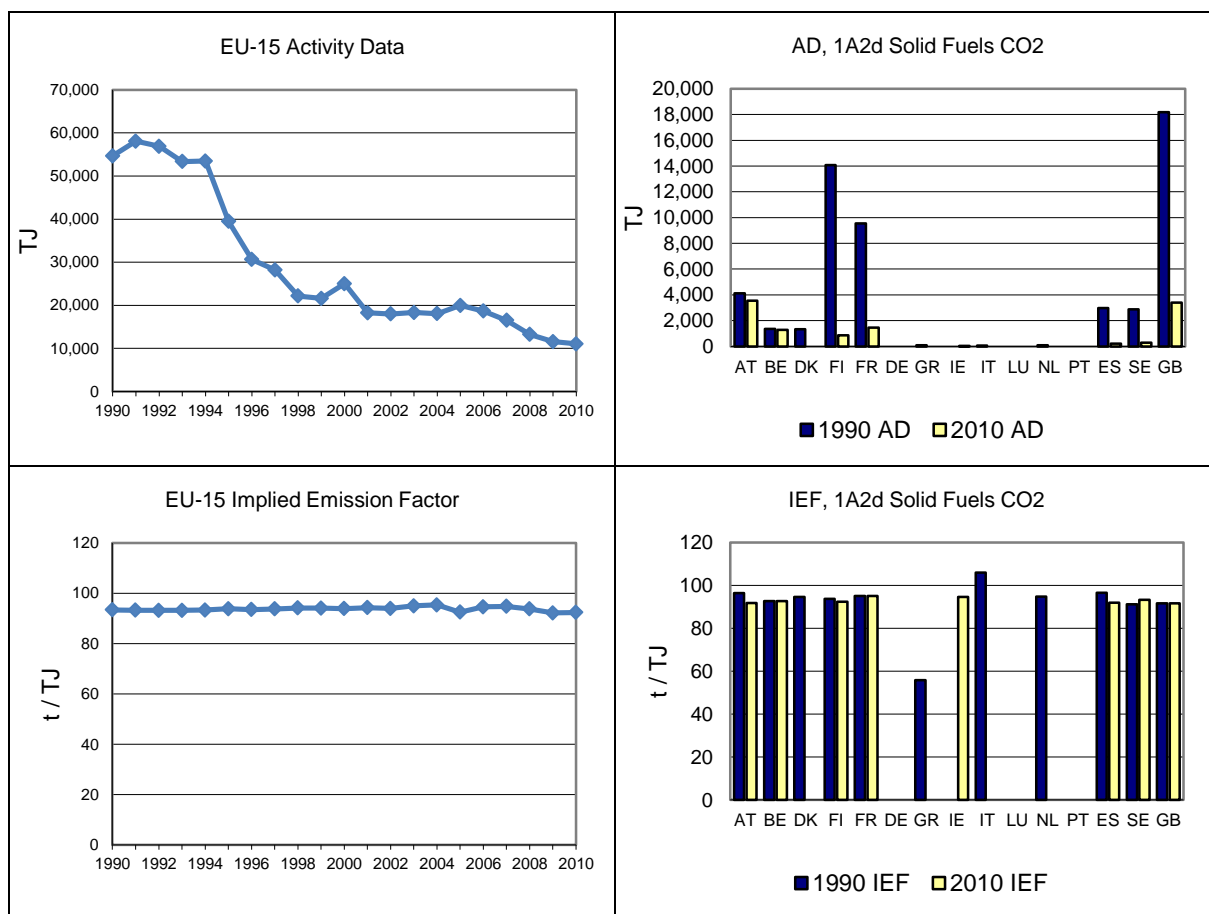 EU-15 Activity Data
70,000
60,000
50,000
40,000
30,000
20,000
10,000
0
TJ
1990 1992 1994 1996 1998 2000 2002 2004 2006 2008 2010
AD, 1A2d Solid Fuels CO2
20,000
18,000
16,000
14,000
12,000
10,000
8,000
6,000
4,000
2,000
0
TJ
AT BE DK FI FR DE GR IE IT LU NL PT ES SE GB
1990 AD 2010 AD
EU-15 Implied Emission Factor
120
100
80
60
40
20
0
t / TJ
1990 1992 1994 1996 1998 2000 2002 2004 2006 2008 2010
IEF, 1A2d Solid Fuels CO2
120
100
80
60
40
20
0
t / TJ
AT BE DK FI FR DE GR IE IT LU NL PT ES SE GB
1990 IEF 2010 IEF